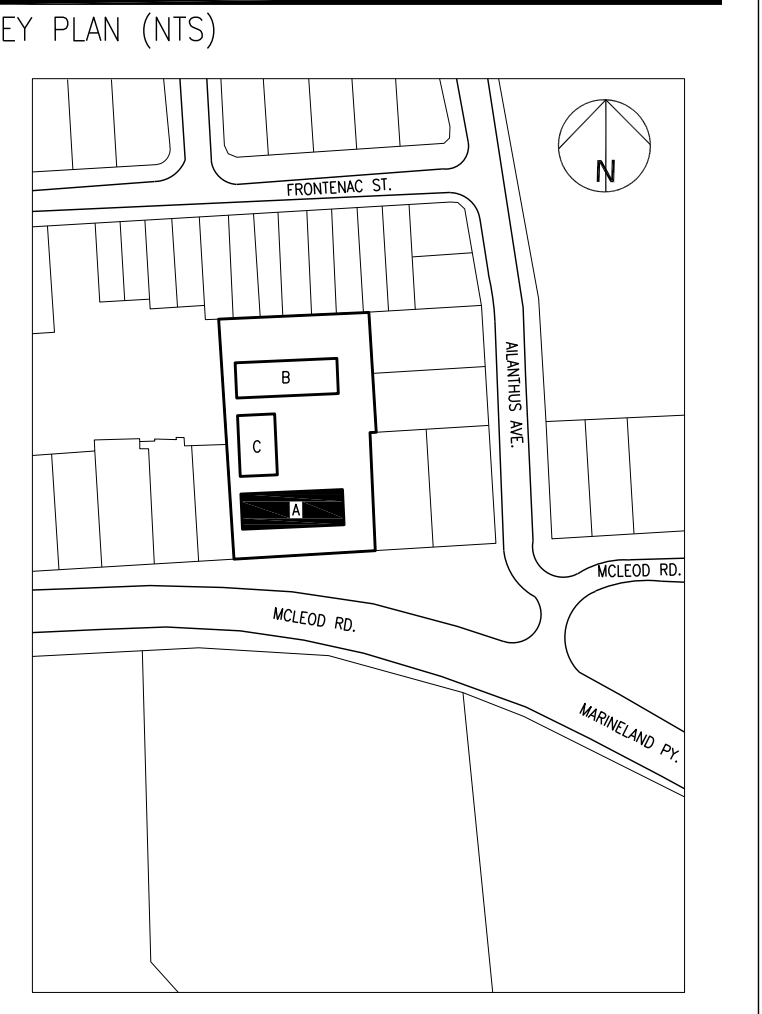 EY PLAN (NTS)
N
FRONTENAC ST.
AILANTHUS AVE.
B
C
A
MCLEOD RD.
MCLEOD RD.
MARINELAND PY.